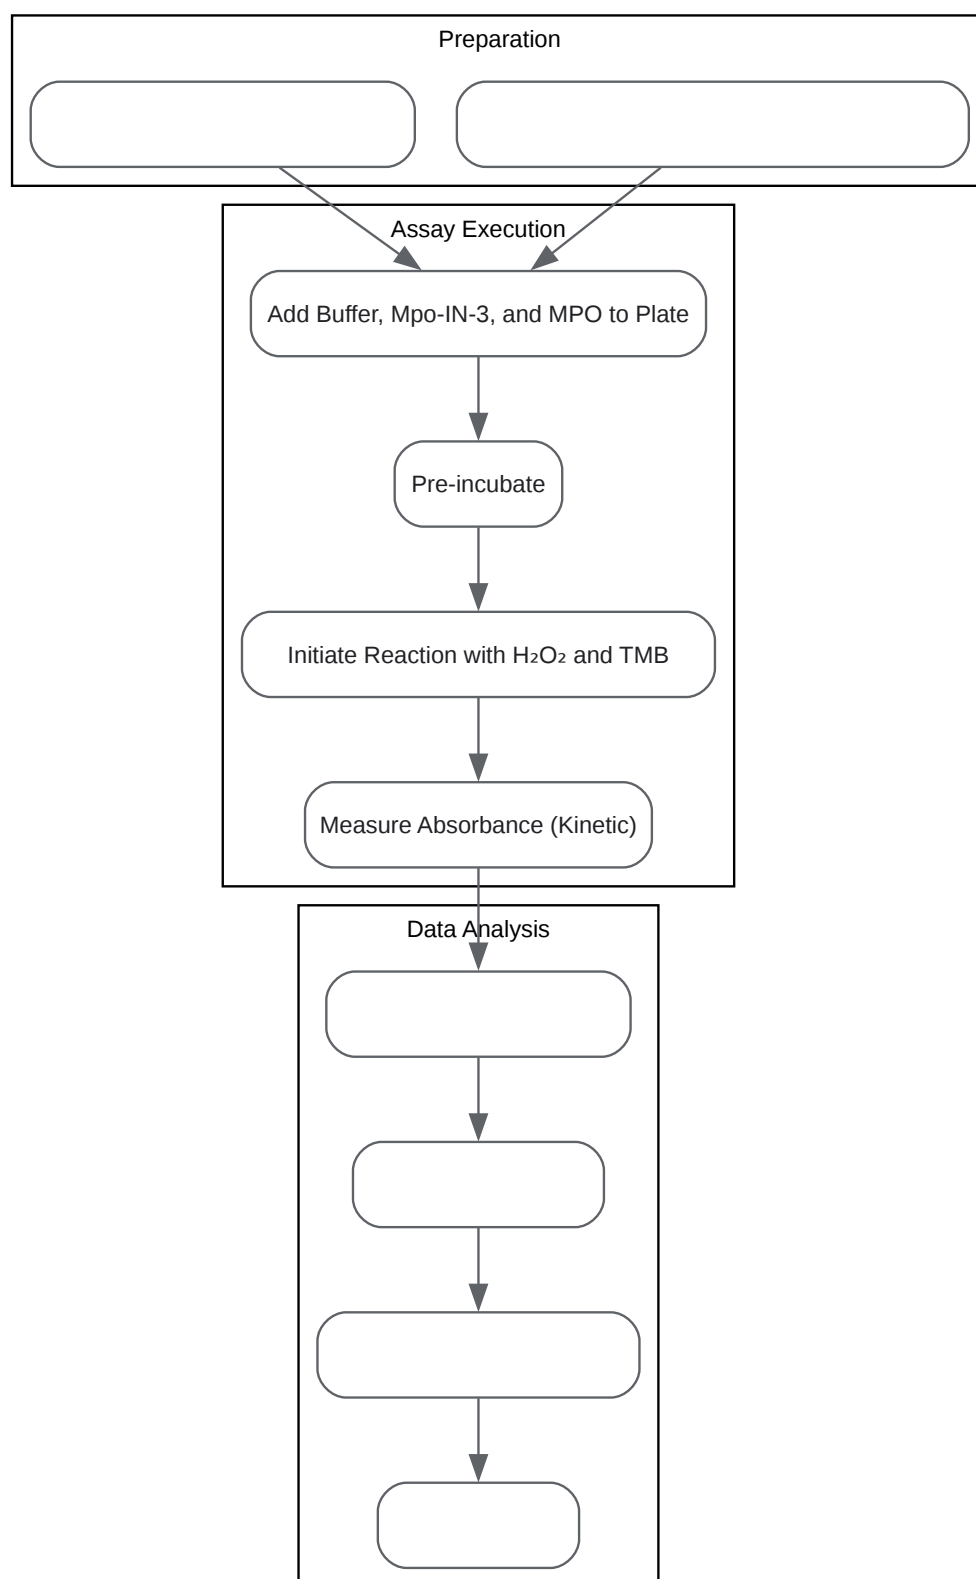 Preparation
Assay Execution
Add Buffer, Mpo-IN-3, and MPO to Plate
Pre-incubate
Initiate Reaction with H₂O₂ and TMB
Measure Absorbance (Kinetic)
Data Analysis